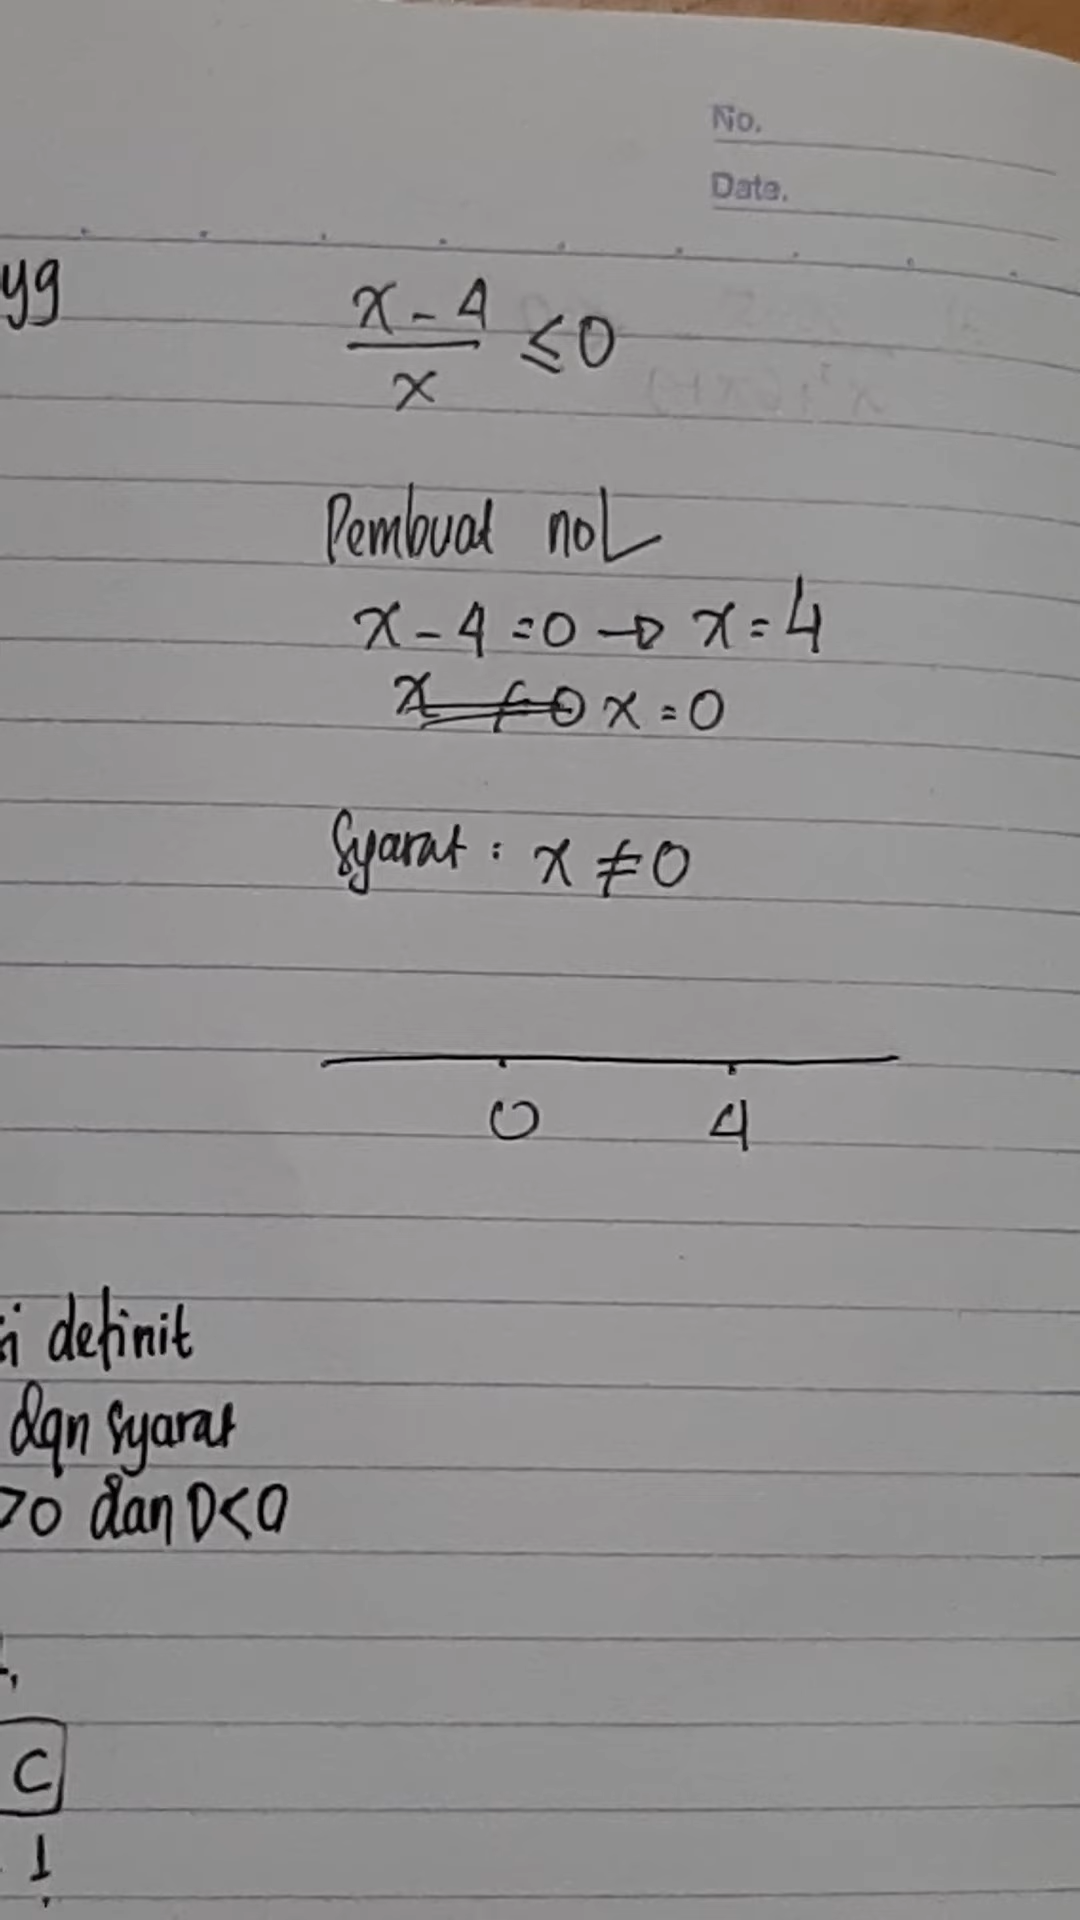 No.
Date.
yg
x - 4
x
≤ 0
Pembuat nol
x - 4 = 0 → x = 4
x = 0
Syarat : x ≠ 0
0 4
definit
dgn syarat
>0 dan D<0
C
1